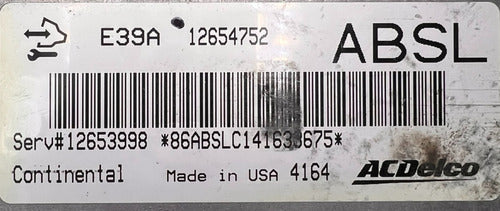 E39A 12654752 ABSL
Serv#12653998 *86ABSLC141633675*
Continental Made in USA 4164 ACDelco